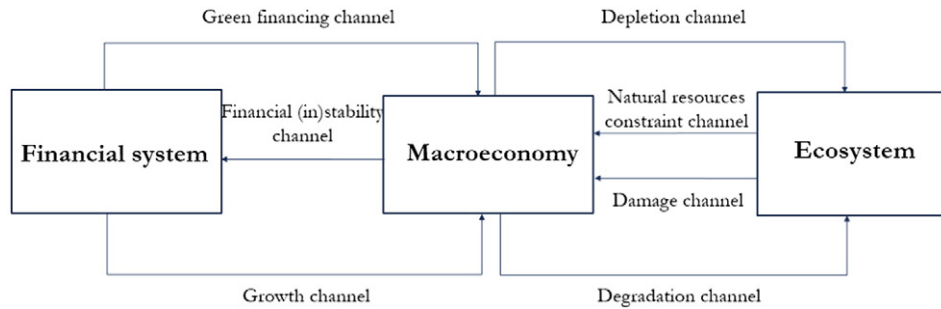 Green financing channel
Depletion channel
Financial (in)stability
channel
Natural resources
constraint channel
Financial system
Macroeconomy
Ecosystem
Damage channel
Growth channel
Degradation channel